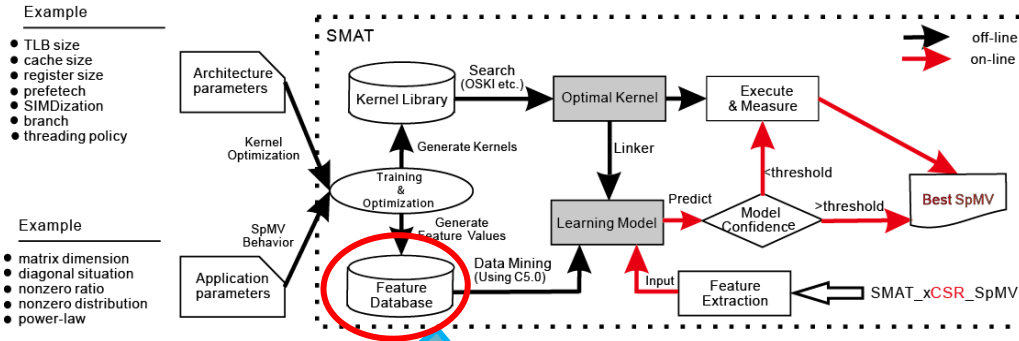 Example
TLB size
cache size
register size
prefetech
SIMDization
branch
threading policy
Architecture
parameters
Kernel
Optimization
Example
matrix dimension
diagonal situation
nonzero ratio
nonzero distribution
power-law
SpMV
Behavior
Application
parameters
SMAT
off-line
on-line
Kernel Library
Search
(OSKI etc.)
Optimal Kernel
Execute
& Measure
Generate Kernels
Linker
Training
&
Optimization
Generate
Feature Values
Learning Model
Predict
Model
Confidence
<threshold
>threshold
Best SpMV
Feature
Database
Data Mining
(Using C5.0)
Input
Feature
Extraction
SMAT_xCSR_SpMV